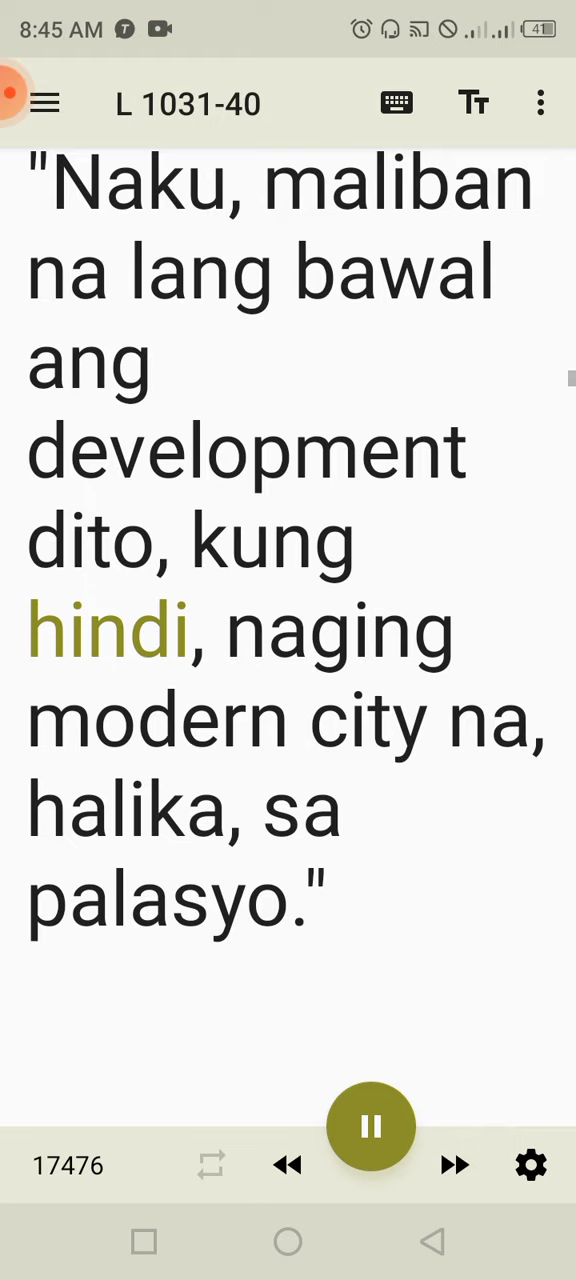 8:45 AM
41
L 1031-40
"Naku, maliban
na lang bawal
ang
development
dito, kung
hindi, naging
modern city na,
halika, sa
palasyo."
17476